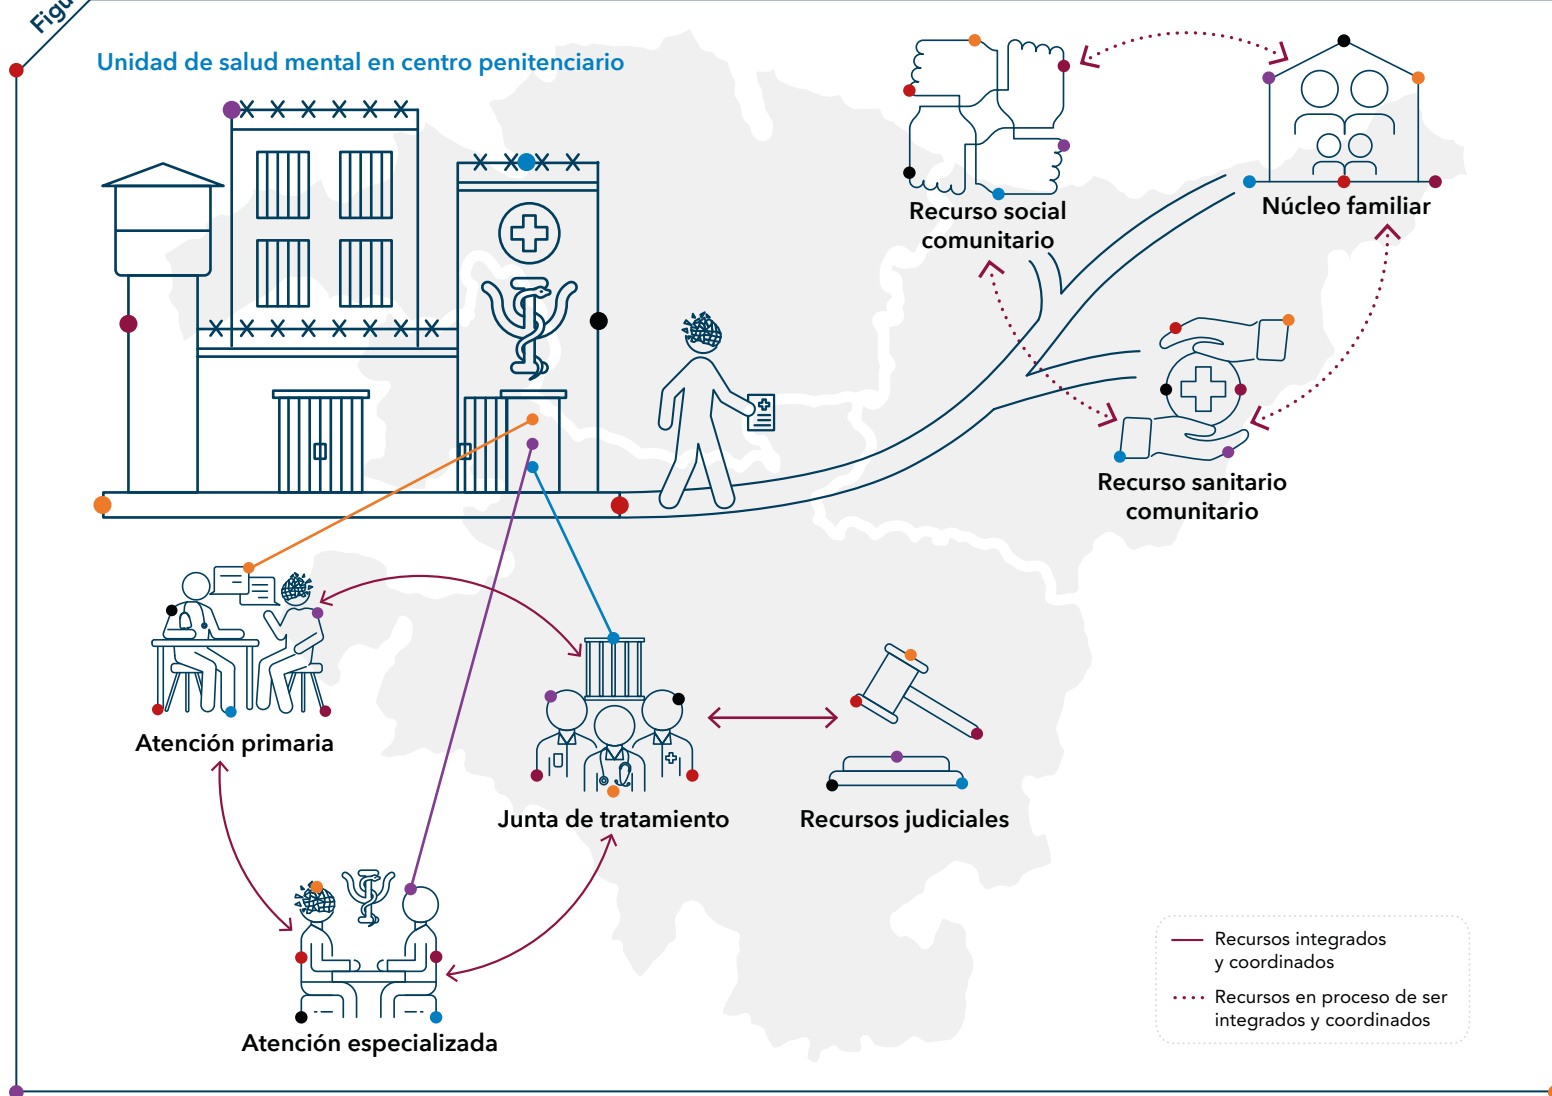 Unidad de salud mental en centro penitenciario
Recurso social
comunitario
Núcleo familiar
Recurso sanitario
comunitario
Atención primaria
Junta de tratamiento
Recursos judiciales
Atención especializada
Recursos integrados
y coordinados
Recursos en proceso de ser
integrados y coordinados